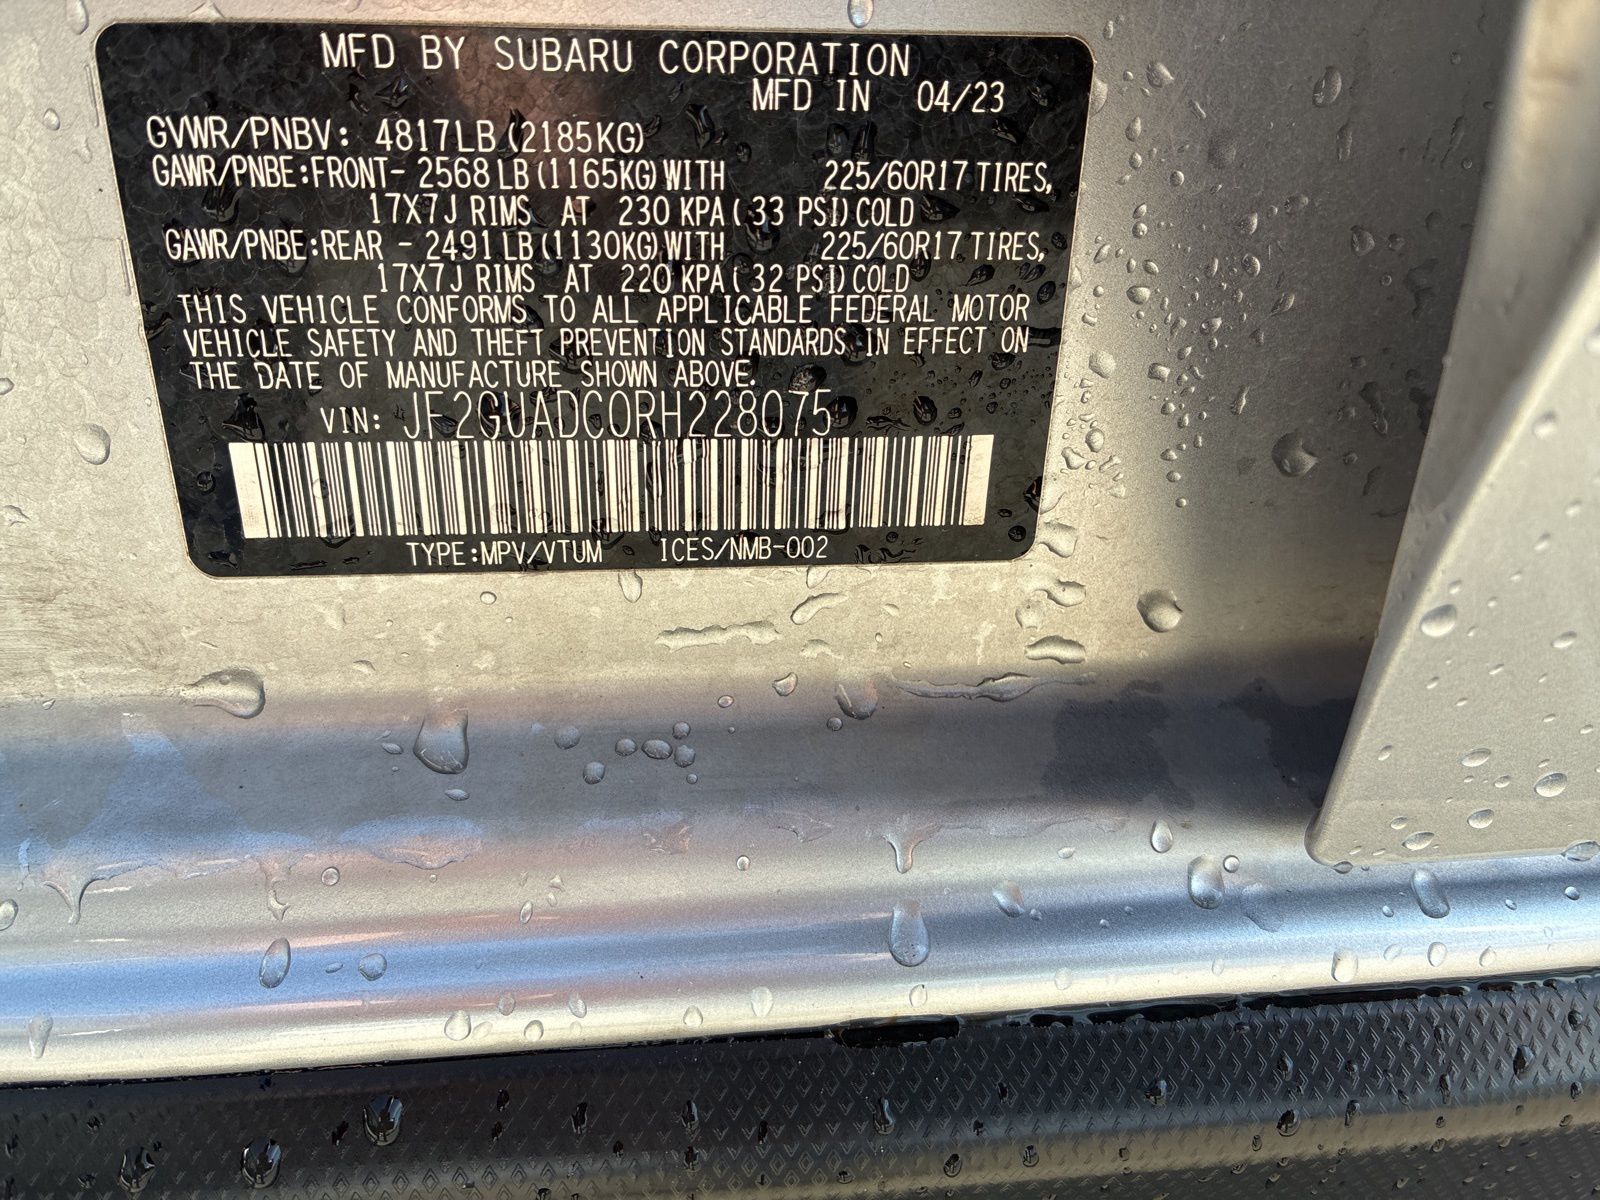 MFD BY SUBARU CORPORATION
MFD IN 04/23
GVWR/PNBV: 4817LB(2185KG)
GAWR/PNBE:FRONT- 2568 LB(1165KG)WITH 225/60R17 TIRES,
17X7J RIMS AT 230 KPA( 33 PSI)COLD
GAWR/PNBE:REAR - 2491 LB(1130KG)WITH 225/60R17 TIRES,
17X7J RIMS AT 220 KPA( 32 PSI)COLD
THIS VEHICLE CONFORMS TO ALL APPLICABLE FEDERAL MOTOR
VEHICLE SAFETY AND THEFT PREVENTION STANDARDS IN EFFECT ON
THE DATE OF MANUFACTURE SHOWN ABOVE.
VIN: JF2GUADC0RH228075
TYPE:MPV/VTUM ICES/NMB-002